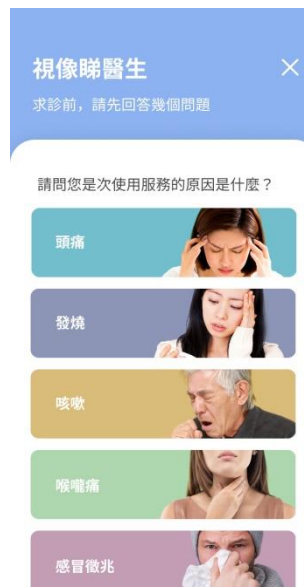 視像睇醫生
求診前，請先回答幾個問題
請問您是次使用服務的原因是什麼？
頭痛
發燒
咳嗽
喉嚨痛
感冒徵兆